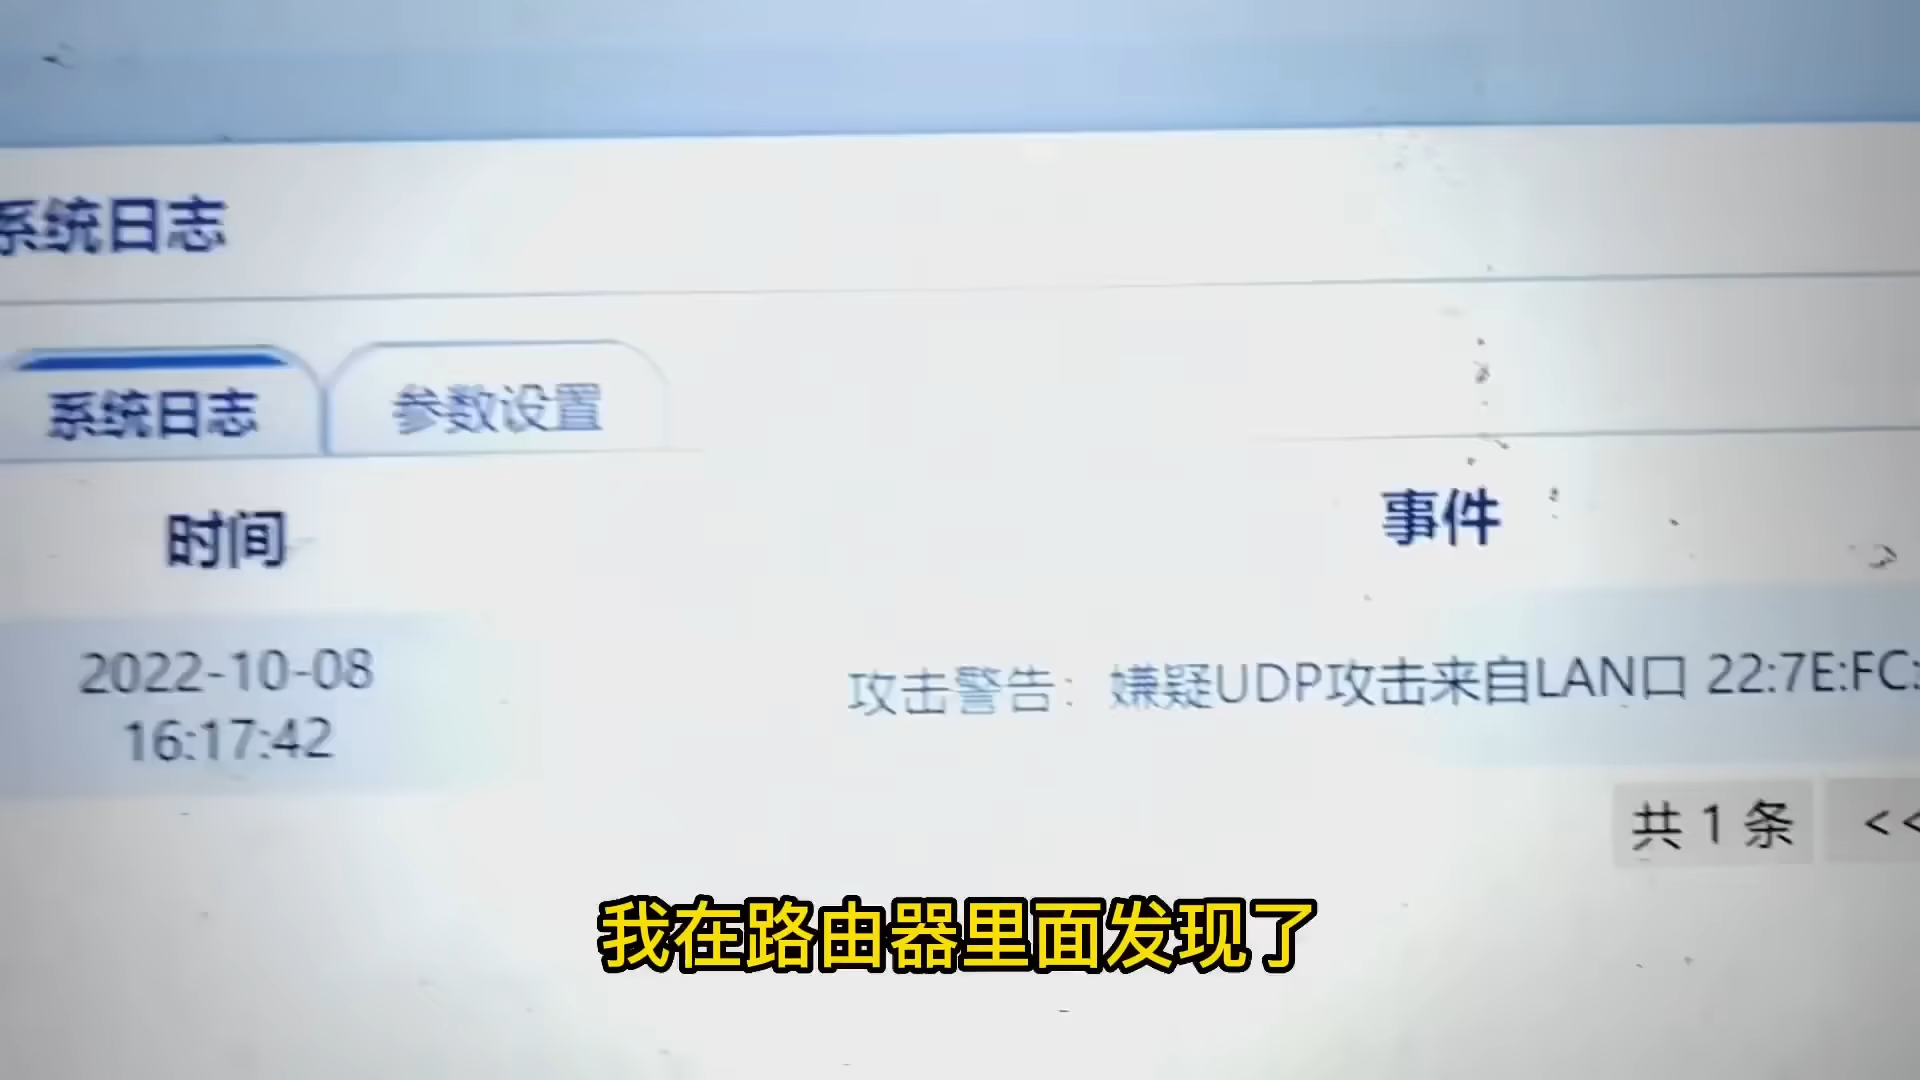 系统日志
系统日志 参数设置
时间 事件
2022-10-08
16:17:42
攻击警告：嫌疑UDP攻击来自LAN口 22:7E:FC:
共 1 条 <<
我在路由器里面发现了